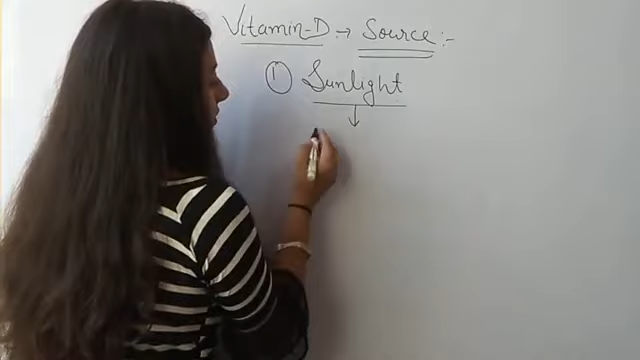 Vitamin-D → Source :-
① Sunlight
↓